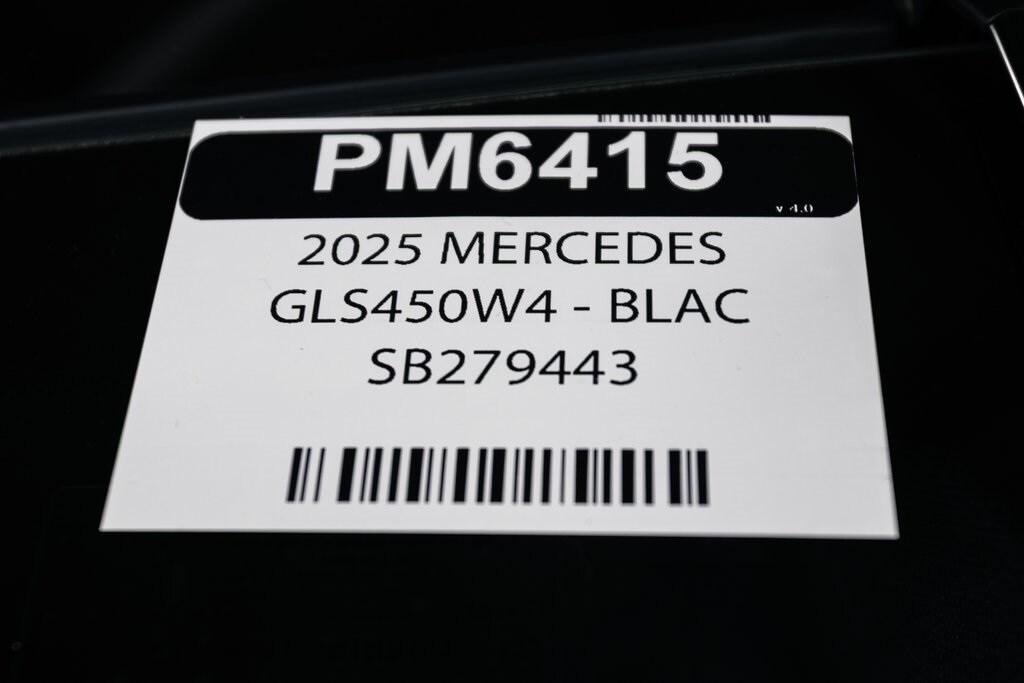 PM6415
v 4.0
2025 MERCEDES
GLS450W4 - BLAC
SB279443